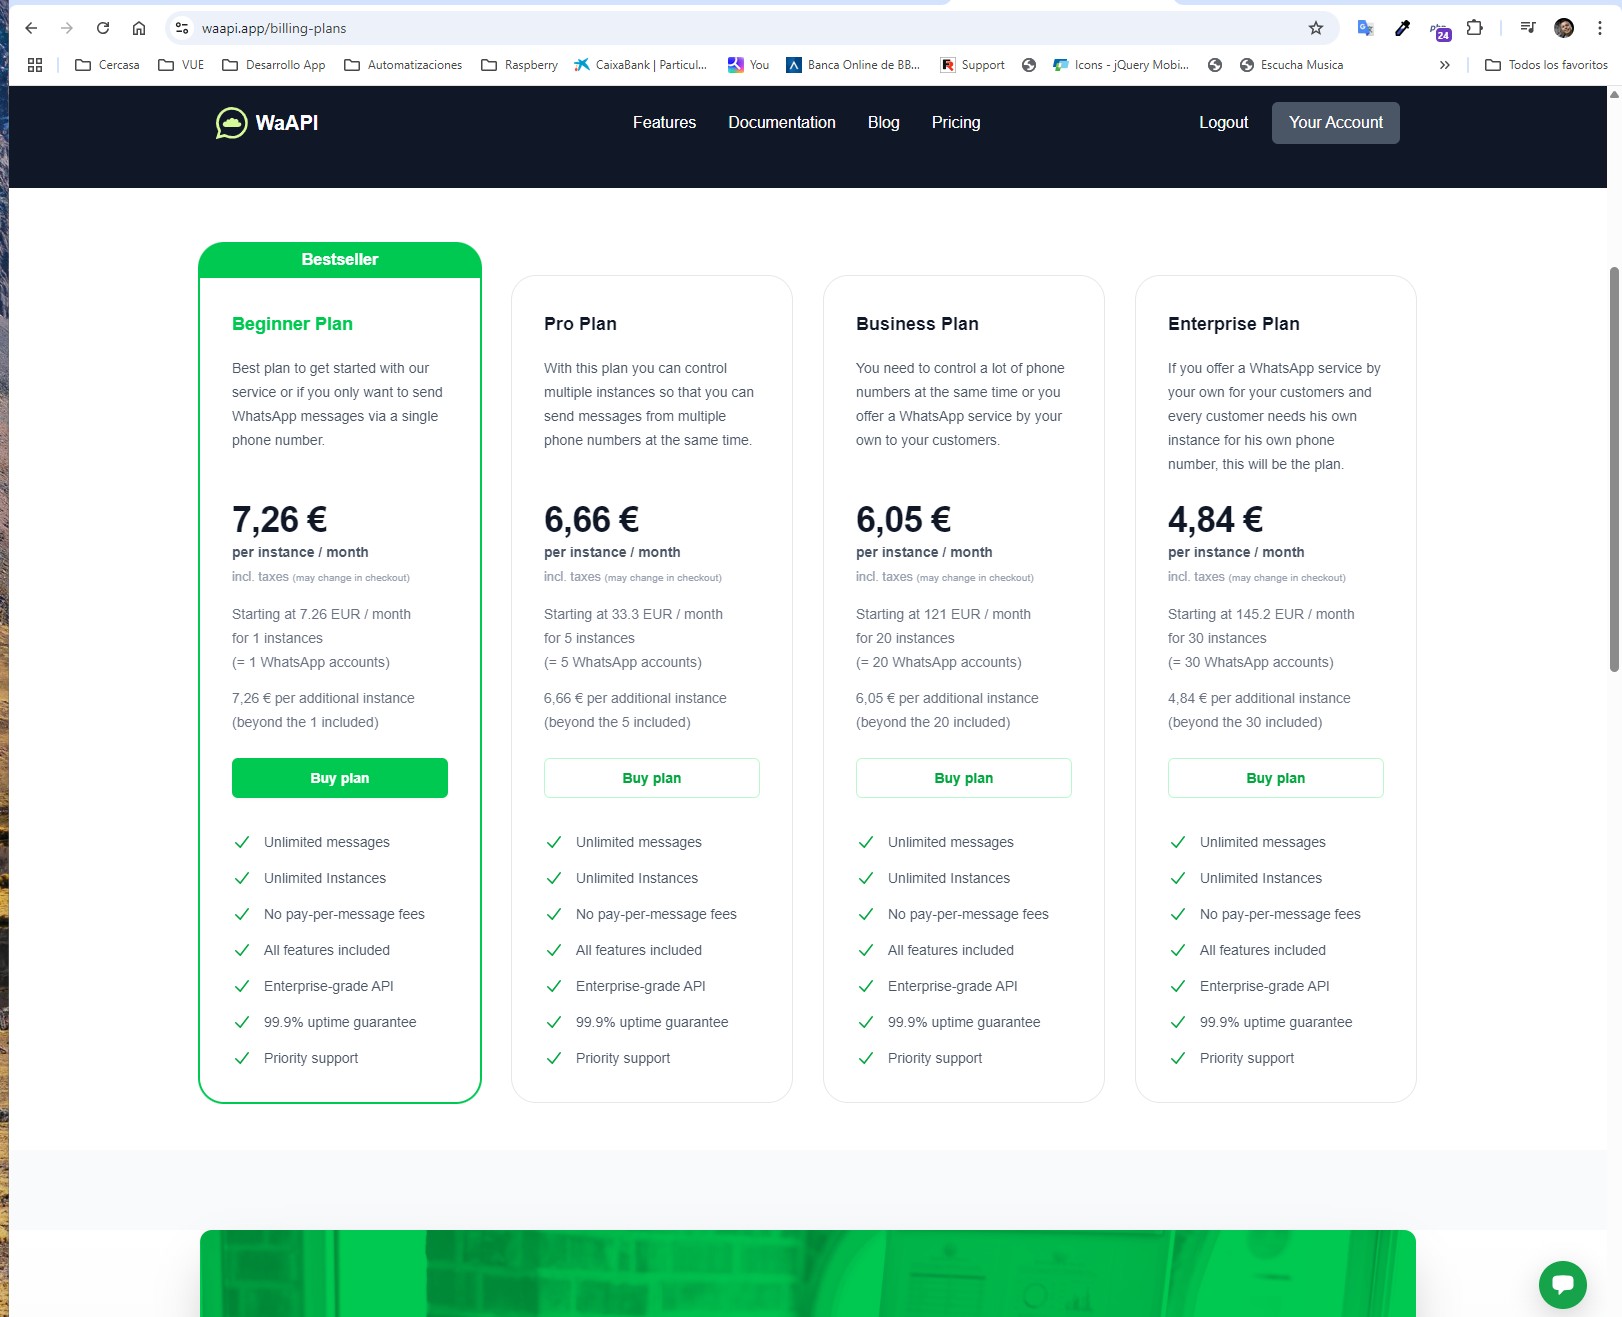 waapi.app/billing-plans
24
Cercasa
VUE
Desarrollo App
Automatizaciones
Raspberry
CaixaBank | Particul...
You
Banca Online de BB...
Support
Icons - jQuery Mobi...
Escucha Musica
»
Todos los favoritos
WaAPI
Features
Documentation
Blog
Pricing
Logout
Your Account
Bestseller
Beginner Plan
Best plan to get started with our
service or if you only want to send
WhatsApp messages via a single
phone number.
7,26 €
per instance / month
incl. taxes (may change in checkout)
Starting at 7.26 EUR / month
for 1 instances
(= 1 WhatsApp accounts)
7,26 € per additional instance
(beyond the 1 included)
Buy plan
Unlimited messages
Unlimited Instances
No pay-per-message fees
All features included
Enterprise-grade API
99.9% uptime guarantee
Priority support
Pro Plan
With this plan you can control
multiple instances so that you can
send messages from multiple
phone numbers at the same time.
6,66 €
per instance / month
incl. taxes (may change in checkout)
Starting at 33.3 EUR / month
for 5 instances
(= 5 WhatsApp accounts)
6,66 € per additional instance
(beyond the 5 included)
Buy plan
Unlimited messages
Unlimited Instances
No pay-per-message fees
All features included
Enterprise-grade API
99.9% uptime guarantee
Priority support
Business Plan
You need to control a lot of phone
numbers at the same time or you
offer a WhatsApp service by your
own to your customers.
6,05 €
per instance / month
incl. taxes (may change in checkout)
Starting at 121 EUR / month
for 20 instances
(= 20 WhatsApp accounts)
6,05 € per additional instance
(beyond the 20 included)
Buy plan
Unlimited messages
Unlimited Instances
No pay-per-message fees
All features included
Enterprise-grade API
99.9% uptime guarantee
Priority support
Enterprise Plan
If you offer a WhatsApp service by
your own for your customers and
every customer needs his own
instance for his own phone
number, this will be the plan.
4,84 €
per instance / month
incl. taxes (may change in checkout)
Starting at 145.2 EUR / month
for 30 instances
(= 30 WhatsApp accounts)
4,84 € per additional instance
(beyond the 30 included)
Buy plan
Unlimited messages
Unlimited Instances
No pay-per-message fees
All features included
Enterprise-grade API
99.9% uptime guarantee
Priority support